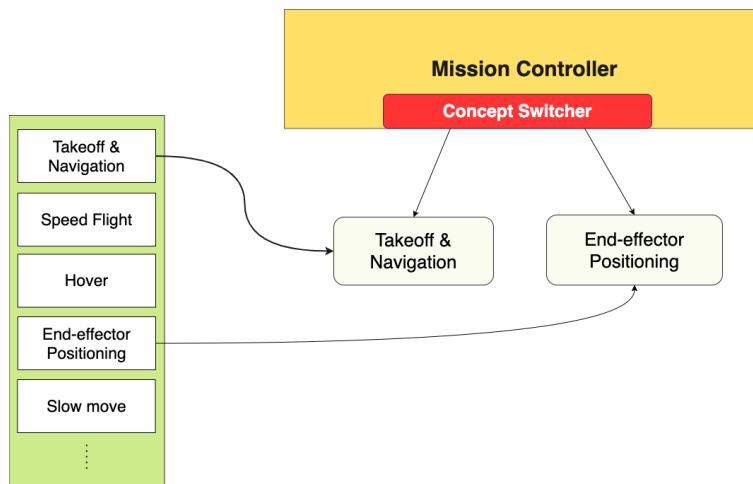 Mission Controller
Concept Switcher
Takeoff &
Navigation
Speed Flight
Hover
End-effector
Positioning
Slow move
Takeoff &
Navigation
End-effector
Positioning